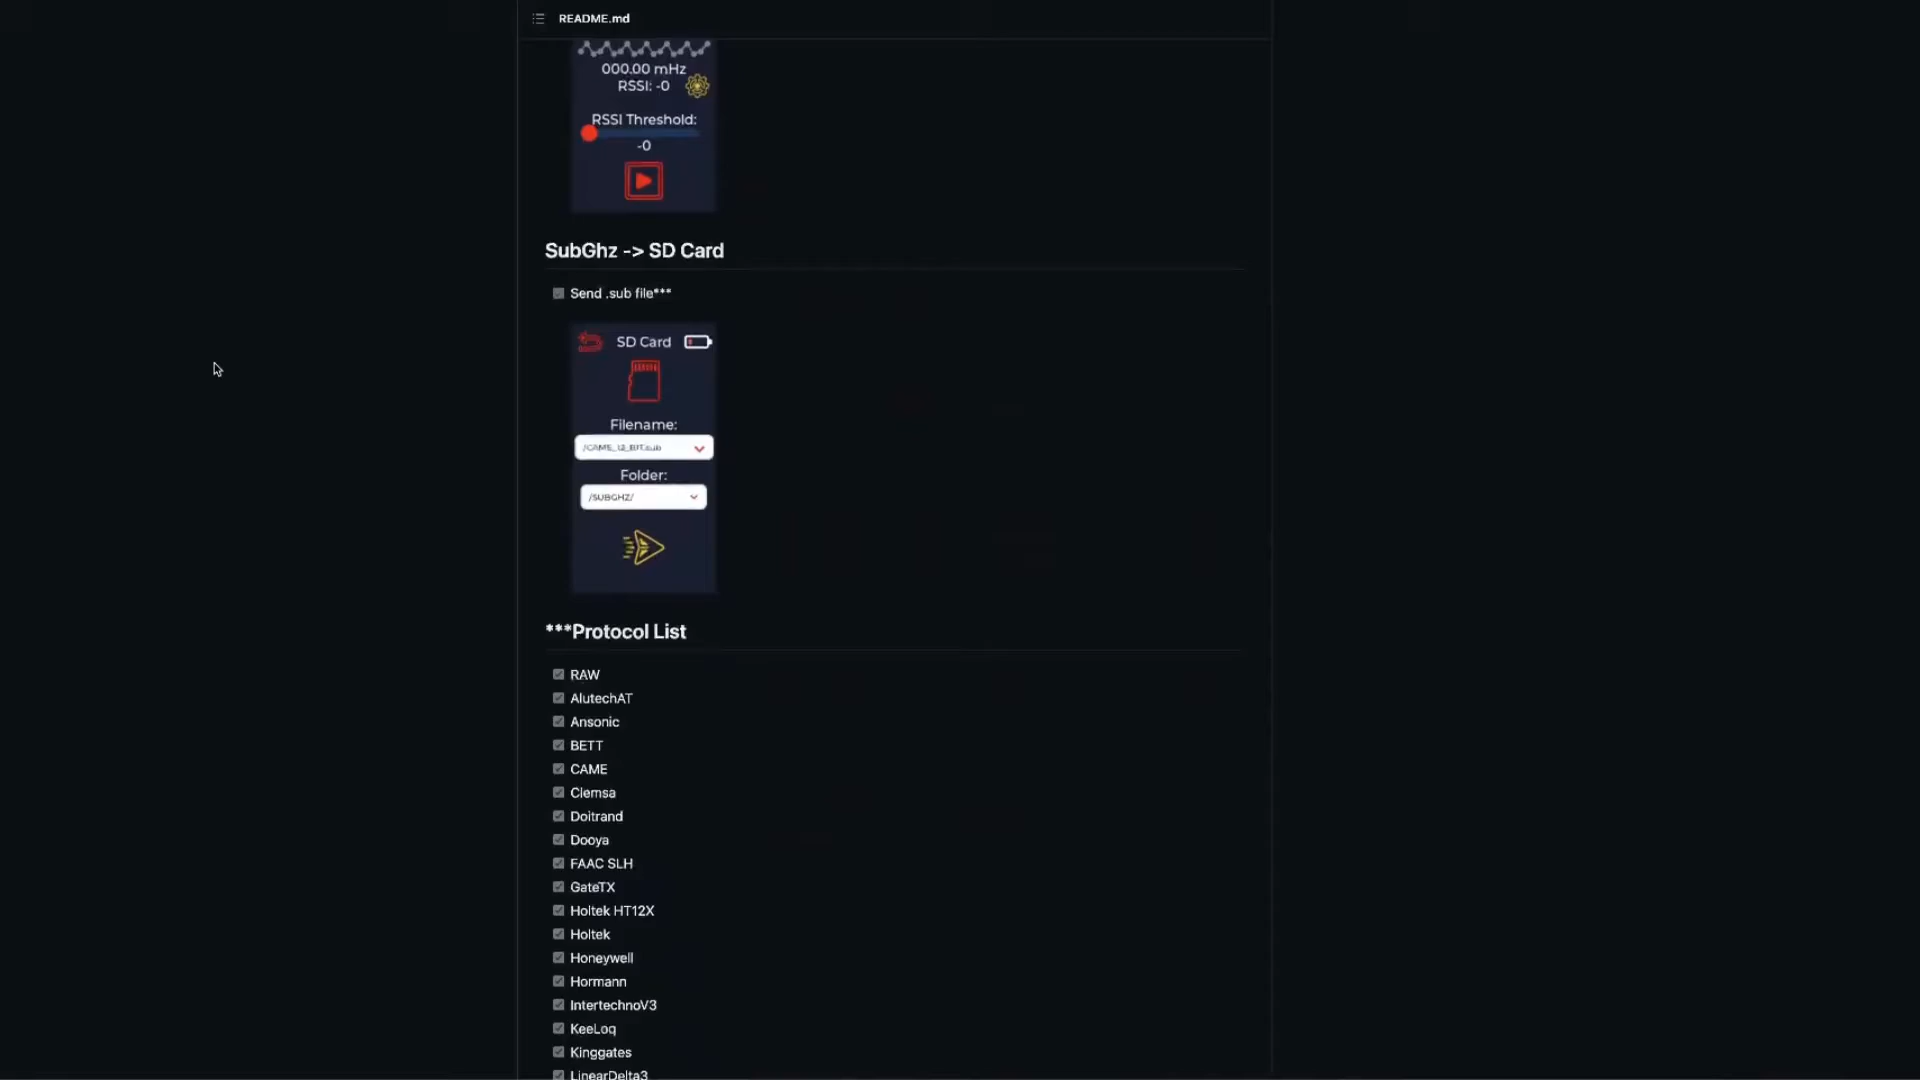 README.md
000.00 mHz
RSSI: -0
RSSI Threshold:
-0
SubGhz -> SD Card
Send .sub file***
SD Card
Filename:
/CAME_12_BIT.sub
Folder:
/SUBGHZ/
***Protocol List
RAW
AlutechAT
Ansonic
BETT
CAME
Clemsa
Doitrand
Dooya
FAAC SLH
GateTX
Holtek HT12X
Holtek
Honeywell
Hormann
IntertechnoV3
KeeLoq
Kinggates
LinearDelta3